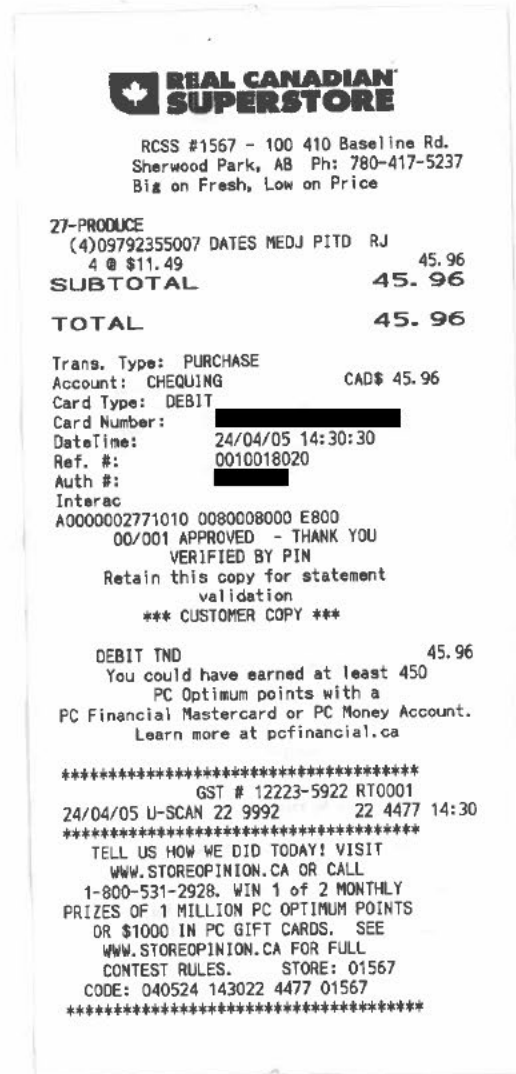 REAL CANADIAN
SUPERSTORE
RCSS #1567 - 100 410 Baseline Rd.
Sherwood Park, AB Ph: 780-417-5237
Big on Fresh, Low on Price
27-PRODUCE
(4)09792355007 DATES MEDJ PITD RJ
4 @ $11.49 45.96
SUBTOTAL 45.96
TOTAL 45.96
Trans. Type: PURCHASE
Account: CHEQUING CAD$ 45.96
Card Type: DEBIT
Card Number:
DateTime: 24/04/05 14:30:30
Ref. #: 0010018020
Auth #:
Interac
A0000002771010 0080008000 E800
00/001 APPROVED - THANK YOU
VERIFIED BY PIN
Retain this copy for statement
validation
*** CUSTOMER COPY ***
DEBIT TND 45.96
You could have earned at least 450
PC Optimum points with a
PC Financial Mastercard or PC Money Account.
Learn more at pcfinancial.ca
**************************************
GST # 12223-5922 RT0001
24/04/05 U-SCAN 22 9992 22 4477 14:30
**************************************
TELL US HOW WE DID TODAY! VISIT
WWW.STOREOPINION.CA OR CALL
1-800-531-2928. WIN 1 of 2 MONTHLY
PRIZES OF 1 MILLION PC OPTIMUM POINTS
OR $1000 IN PC GIFT CARDS. SEE
WWW.STOREOPINION.CA FOR FULL
CONTEST RULES. STORE: 01567
CODE: 040524 143022 4477 01567
**************************************